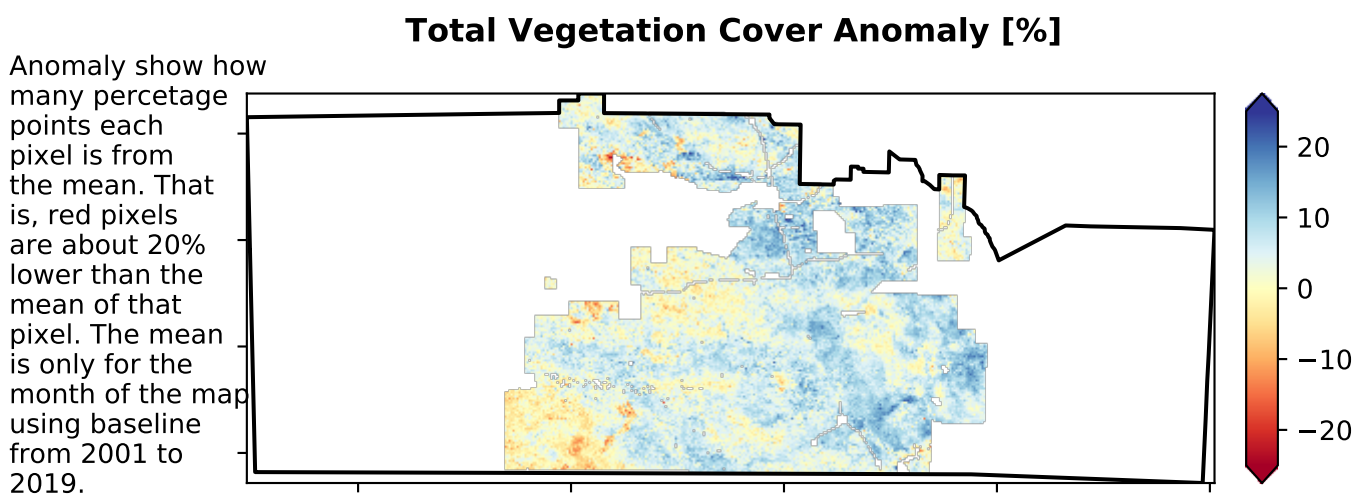 Total Vegetation Cover Anomaly [%]
Anomaly show how
many percetage
points each
pixel is from
the mean. That
is, red pixels
are about 20%
lower than the
mean of that
pixel. The mean
is only for the
month of the map
using baseline
from 2001 to
2019.
20
10
0
−10
−20